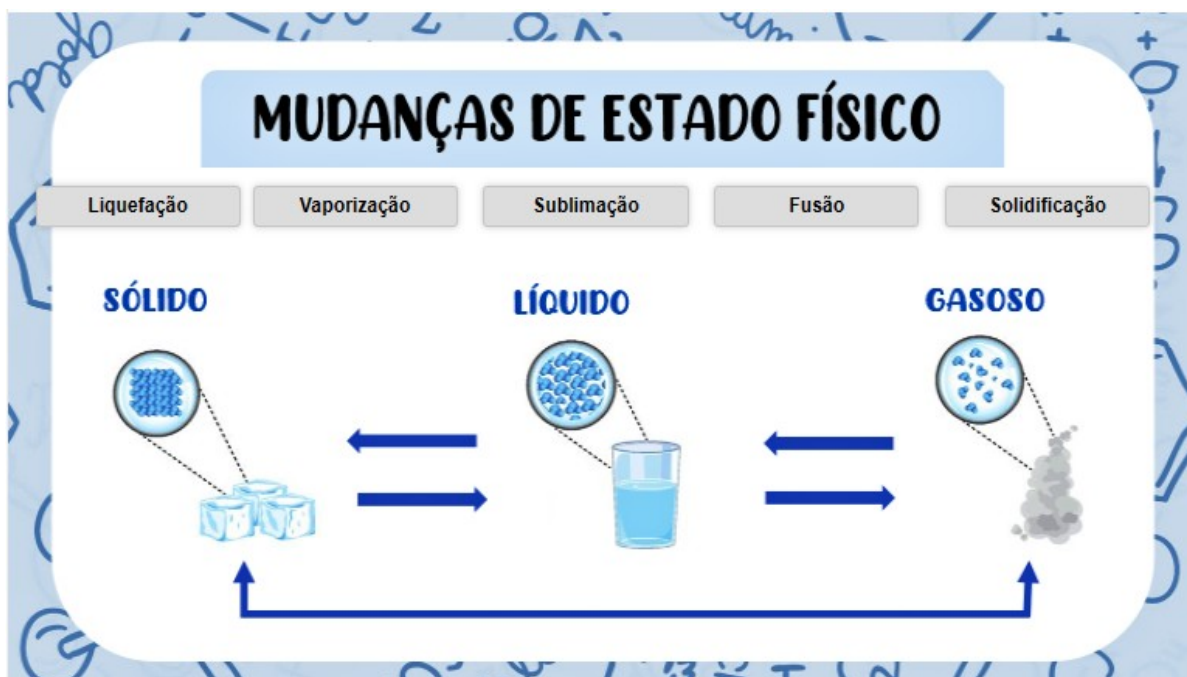 MUDANÇAS DE ESTADO FÍSICO
Liquefação Vaporização Sublimação Fusão Solidificação
SÓLIDO LÍQUIDO GASOSO